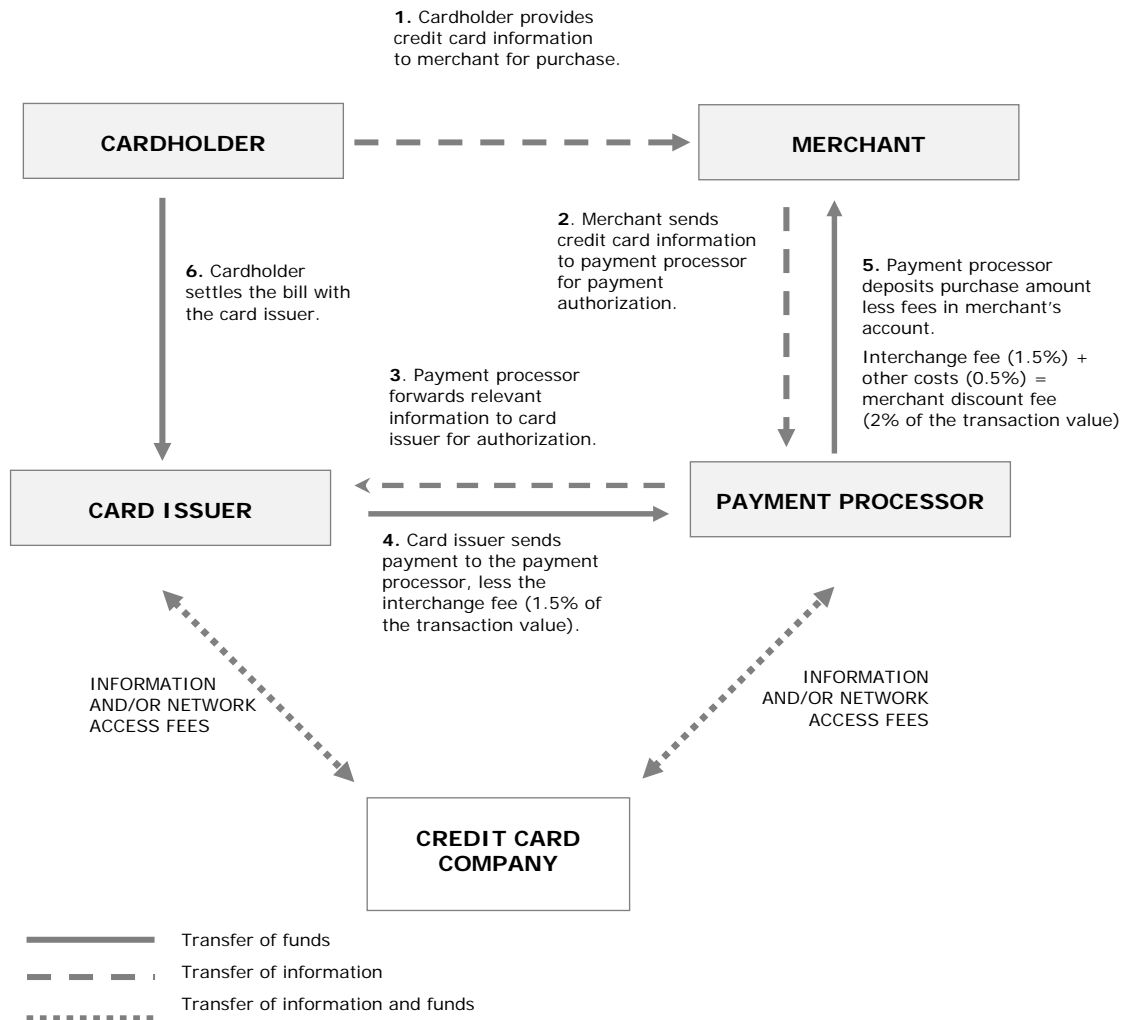 1. Cardholder provides
credit card information
to merchant for purchase.
CARDHOLDER
MERCHANT
2. Merchant sends
credit card information
to payment processor
for payment
authorization.
5. Payment processor
deposits purchase amount
less fees in merchant's
account.
Interchange fee (1.5%) +
other costs (0.5%) =
merchant discount fee
(2% of the transaction value)
6. Cardholder
settles the bill with
the card issuer.
3. Payment processor
forwards relevant
information to card
issuer for authorization.
CARD ISSUER
PAYMENT PROCESSOR
4. Card issuer sends
payment to the payment
processor, less the
interchange fee (1.5% of
the transaction value).
INFORMATION
AND/OR NETWORK
ACCESS FEES
INFORMATION
AND/OR NETWORK
ACCESS FEES
CREDIT CARD
COMPANY
Transfer of funds
Transfer of information
Transfer of information and funds